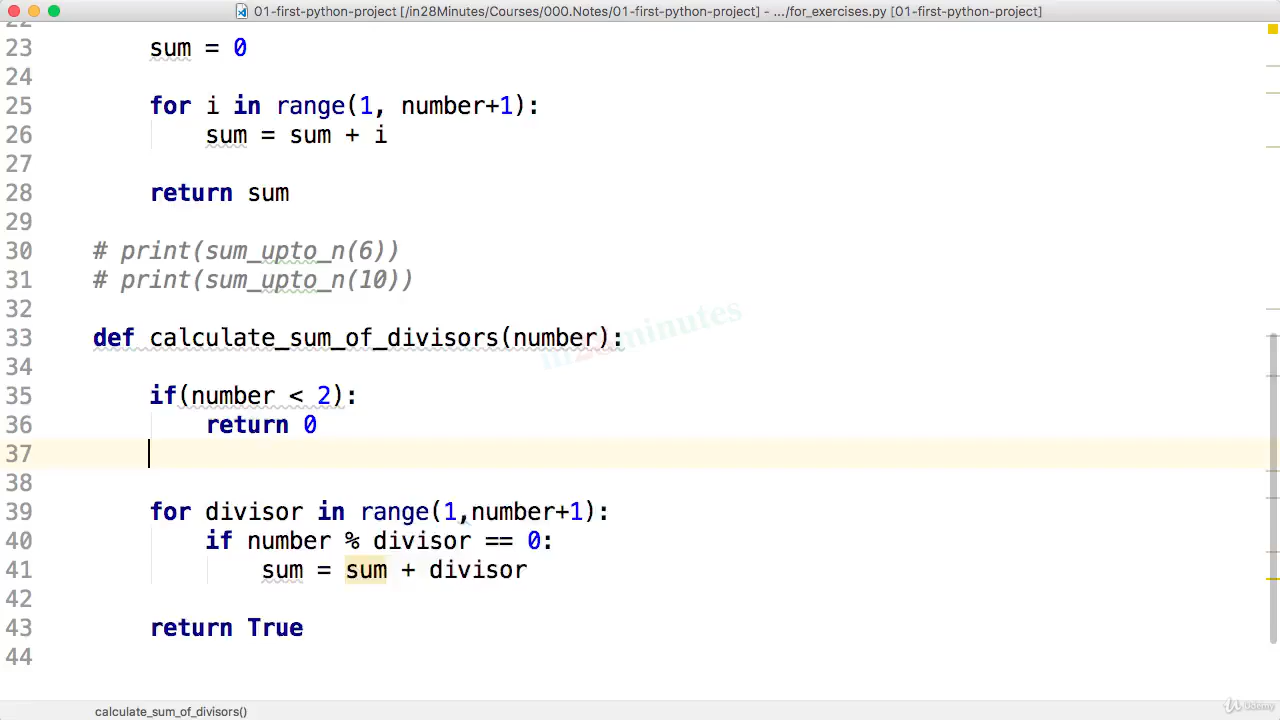 01-first-python-project [/in28Minutes/Courses/000.Notes/01-first-python-project] - .../for_exercises.py [01-first-python-project]
22
23 sum = 0
24
25 for i in range(1, number+1):
26 sum = sum + i
27
28 return sum
29
30 # print(sum_upto_n(6))
31 # print(sum_upto_n(10))
32
in28minutes
33 def calculate_sum_of_divisors(number):
34
35 if(number < 2):
36 return 0
37
38
39 for divisor in range(1,number+1):
40 if number % divisor == 0:
41 sum = sum + divisor
42
43 return True
44
calculate_sum_of_divisors()
Udemy